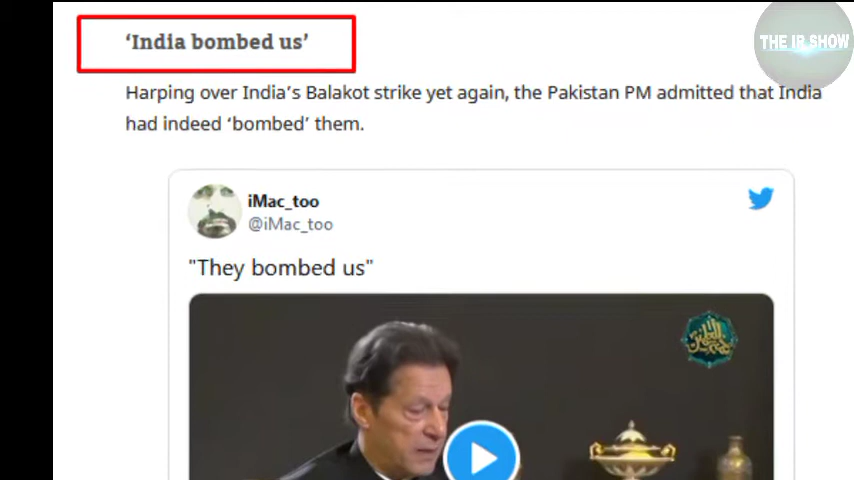 ‘India bombed us’
THE IR SHOW
Harping over India’s Balakot strike yet again, the Pakistan PM admitted that India
had indeed ‘bombed’ them.
iMac_too
@iMac_too
"They bombed us"